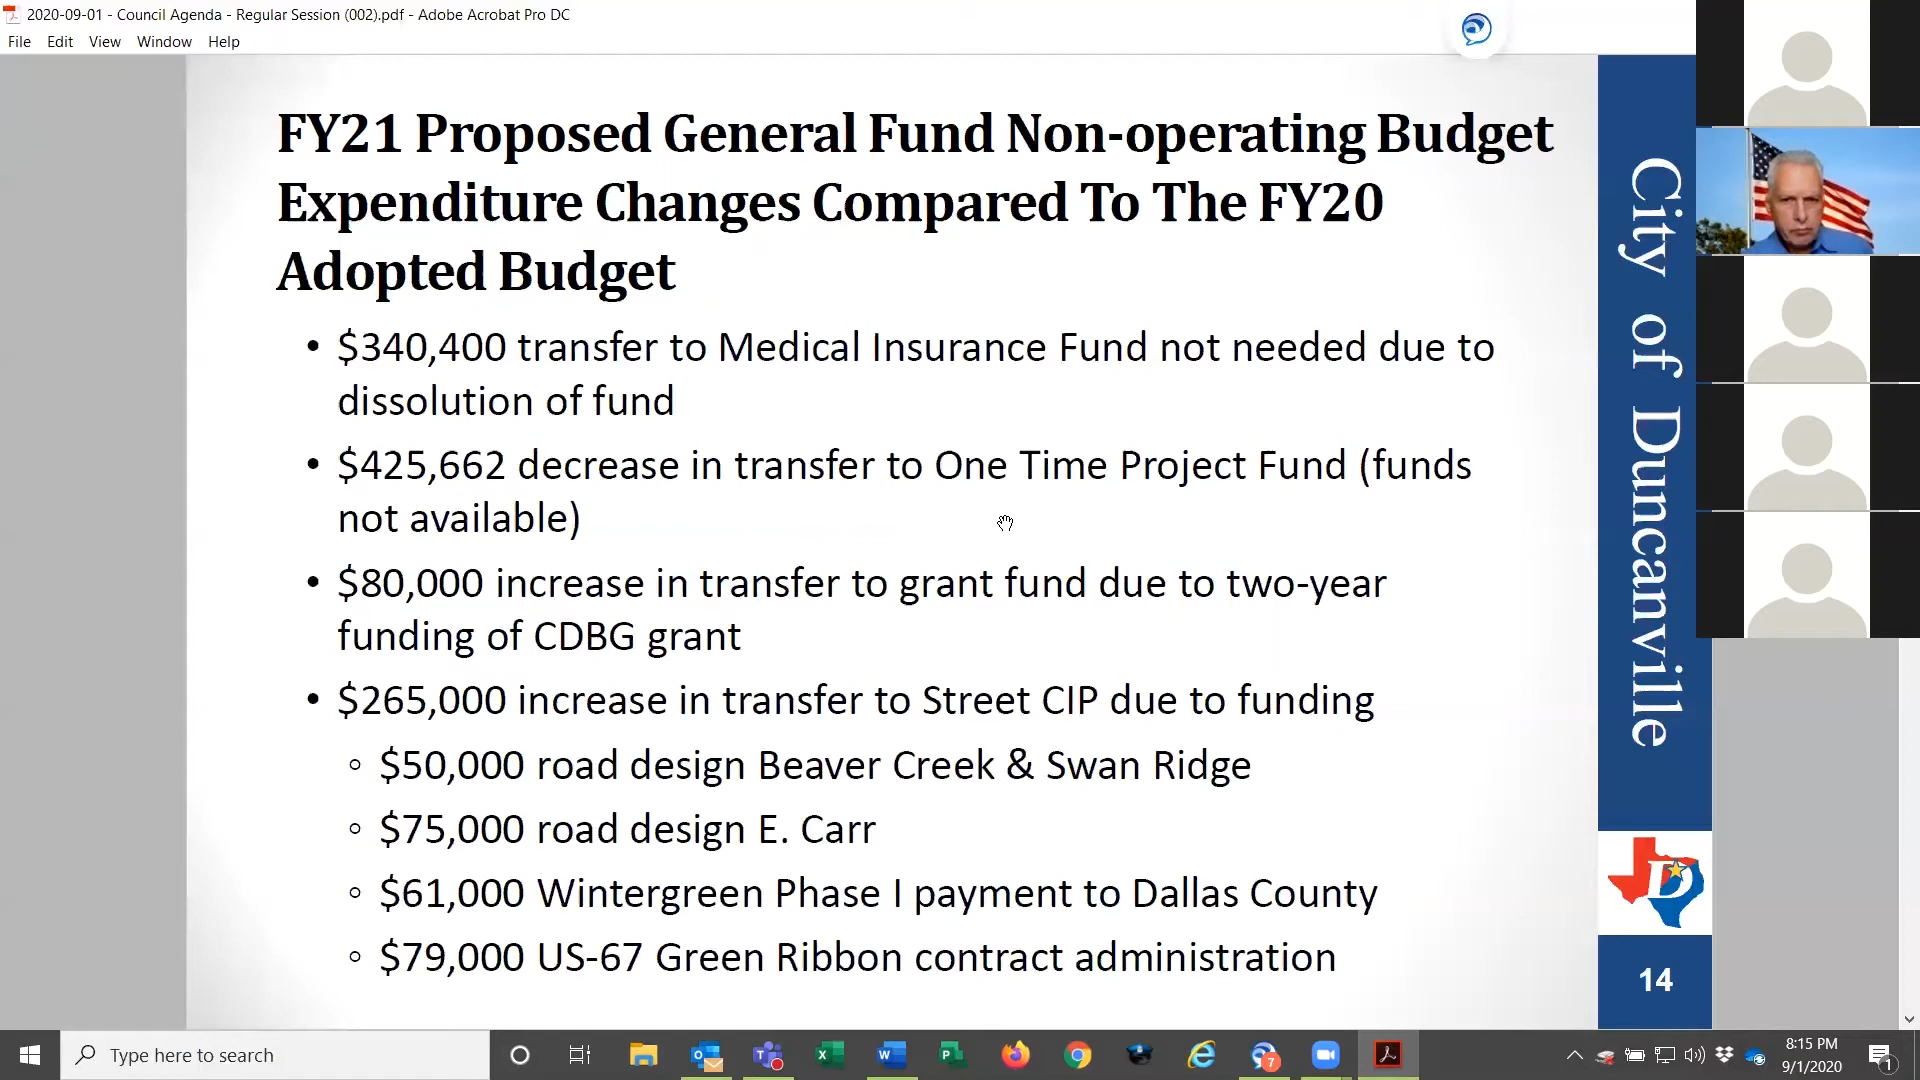 2020-09-01 - Council Agenda - Regular Session (002).pdf - Adobe Acrobat Pro DC
File Edit View Window Help
FY21 Proposed General Fund Non-operating Budget
Expenditure Changes Compared To The FY20
Adopted Budget
• $340,400 transfer to Medical Insurance Fund not needed due to
dissolution of fund
• $425,662 decrease in transfer to One Time Project Fund (funds
not available)
• $80,000 increase in transfer to grant fund due to two-year
funding of CDBG grant
• $265,000 increase in transfer to Street CIP due to funding
◦ $50,000 road design Beaver Creek & Swan Ridge
◦ $75,000 road design E. Carr
◦ $61,000 Wintergreen Phase I payment to Dallas County
◦ $79,000 US-67 Green Ribbon contract administration
City of Duncanville
D
14
Type here to search
7
8:15 PM
9/1/2020
1